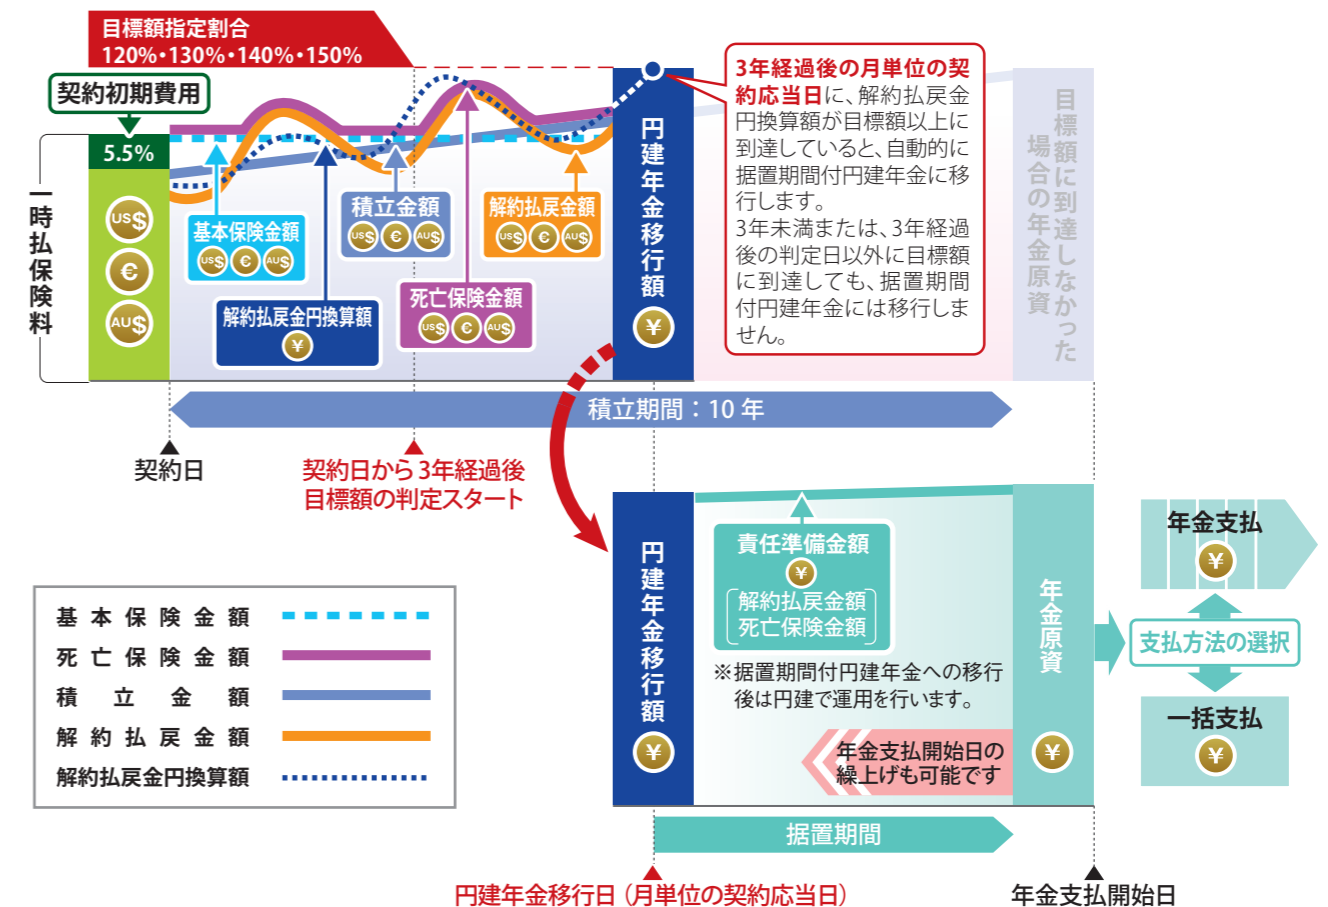 目標額指定割合
120%・130%・140%・150%
契約初期費用
5.5%
一時払保険料
US$
€
AU$
基本保険金額
US$ € AU$
解約払戻金円換算額
¥
積立金額
US$ € AU$
死亡保険金額
US$ € AU$
解約払戻金額
US$ € AU$
円建年金移行額
¥
3年経過後の月単位の契
約応当日に、解約払戻金
円換算額が目標額以上に
到達していると、自動的に
据置期間付円建年金に移
行します。
3年未満または、3年経過
後の判定日以外に目標額
に到達しても、据置期間
付円建年金には移行しま
せん。
目標額に到達しなかった
場合の年金原資
積立期間：10 年
契約日
契約日から3年経過後
目標額の判定スタート
円建年金移行額
¥
責任準備金額
¥
解約払戻金額
死亡保険金額
※据置期間付円建年金への移行
後は円建で運用を行います。
年金支払開始日の
繰上げも可能です
年金原資
¥
年金支払
¥
支払方法の選択
一括支払
¥
据置期間
円建年金移行日（月単位の契約応当日）
年金支払開始日
基本保険金額
死亡保険金額
積立金額
解約払戻金額
解約払戻金円換算額